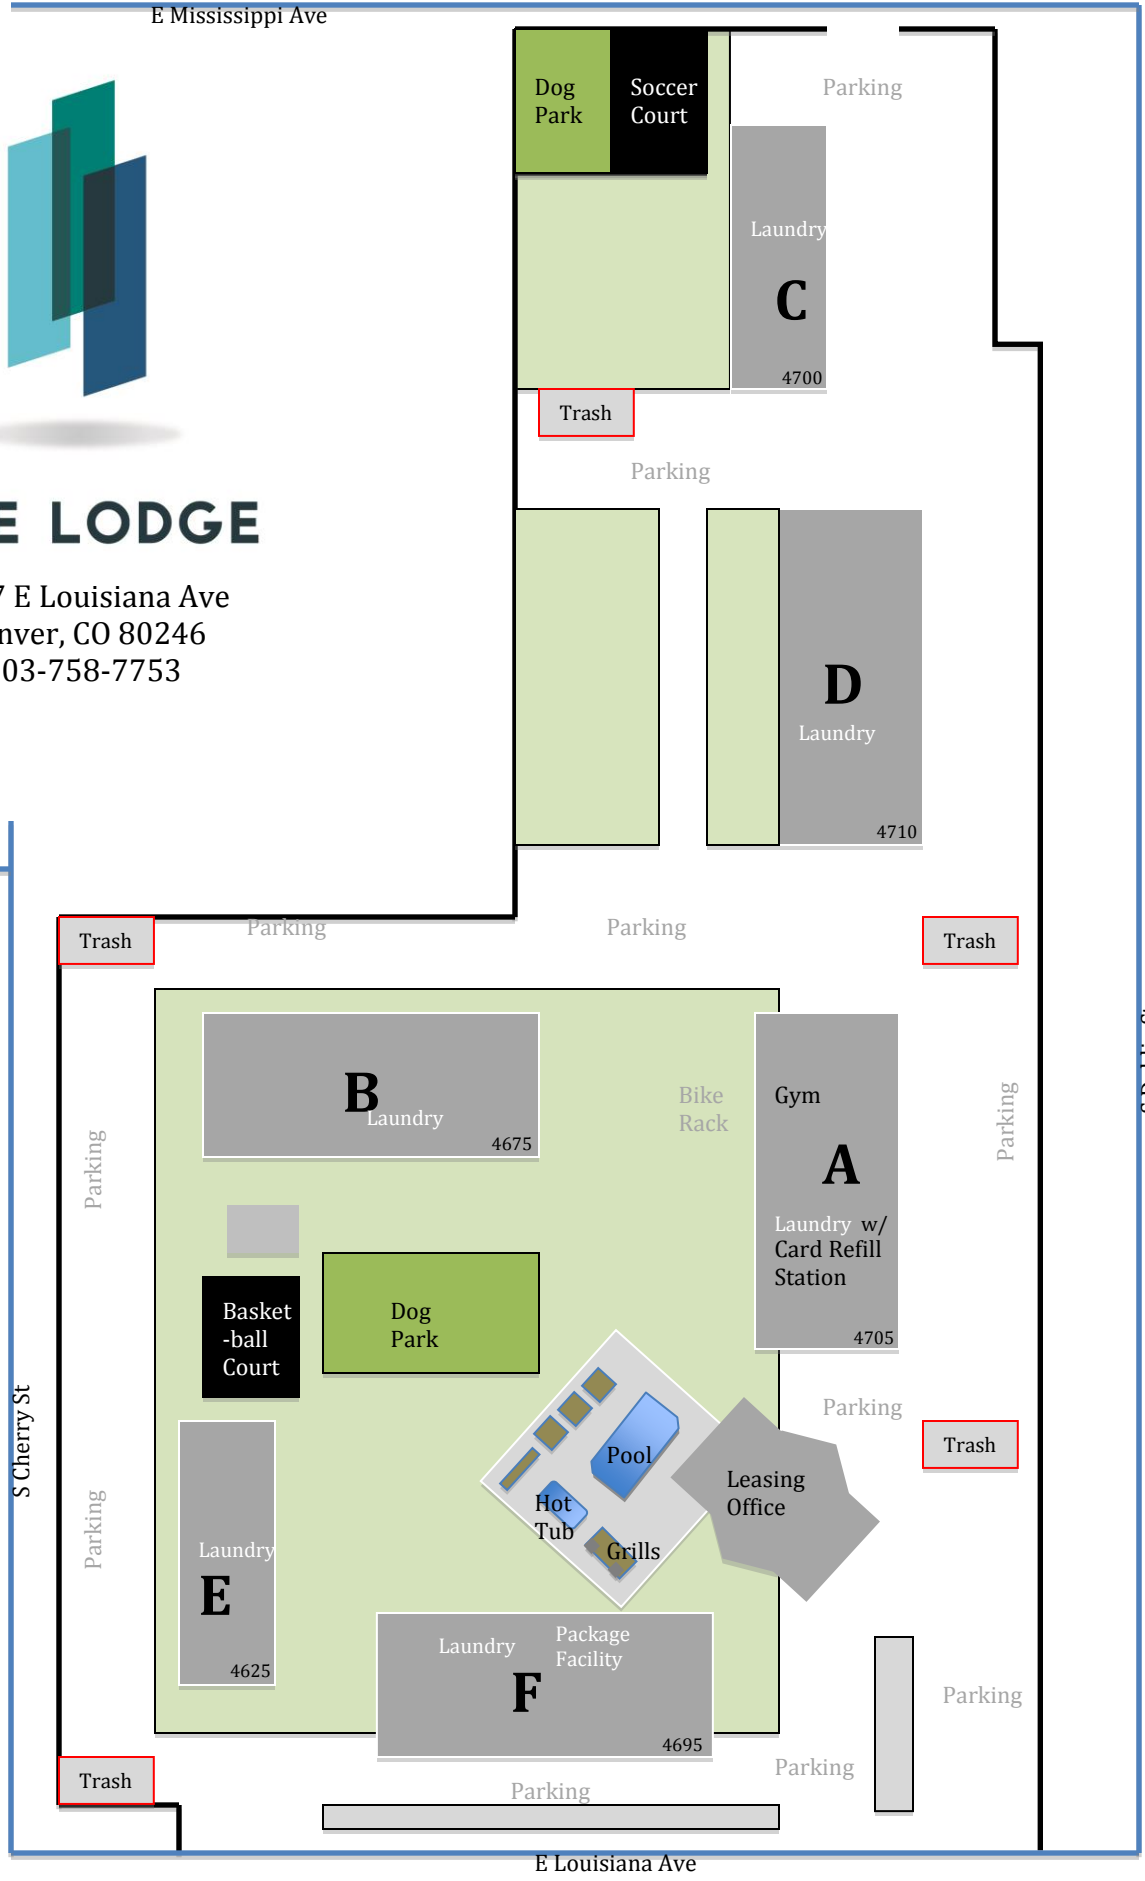 E Mississippi Ave
Dog
Park
Soccer
Court
Parking
Laundry
C
4700
Trash
Parking
E LODGE
7 E Louisiana Ave
nver, CO 80246
03-758-7753
D
Laundry
4710
Trash
Parking
Parking
Trash
B
Laundry
4675
Bike
Rack
Gym
A
Laundry w/
Card Refill
Station
4705
Parking
Parking
Basket
-ball
Court
Dog
Park
Parking
Trash
S Cherry St
Parking
Pool
Hot
Tub
Grills
Leasing
Office
Laundry
E
4625
Laundry
Package
Facility
F
4695
Parking
Parking
Trash
Parking
E Louisiana Ave